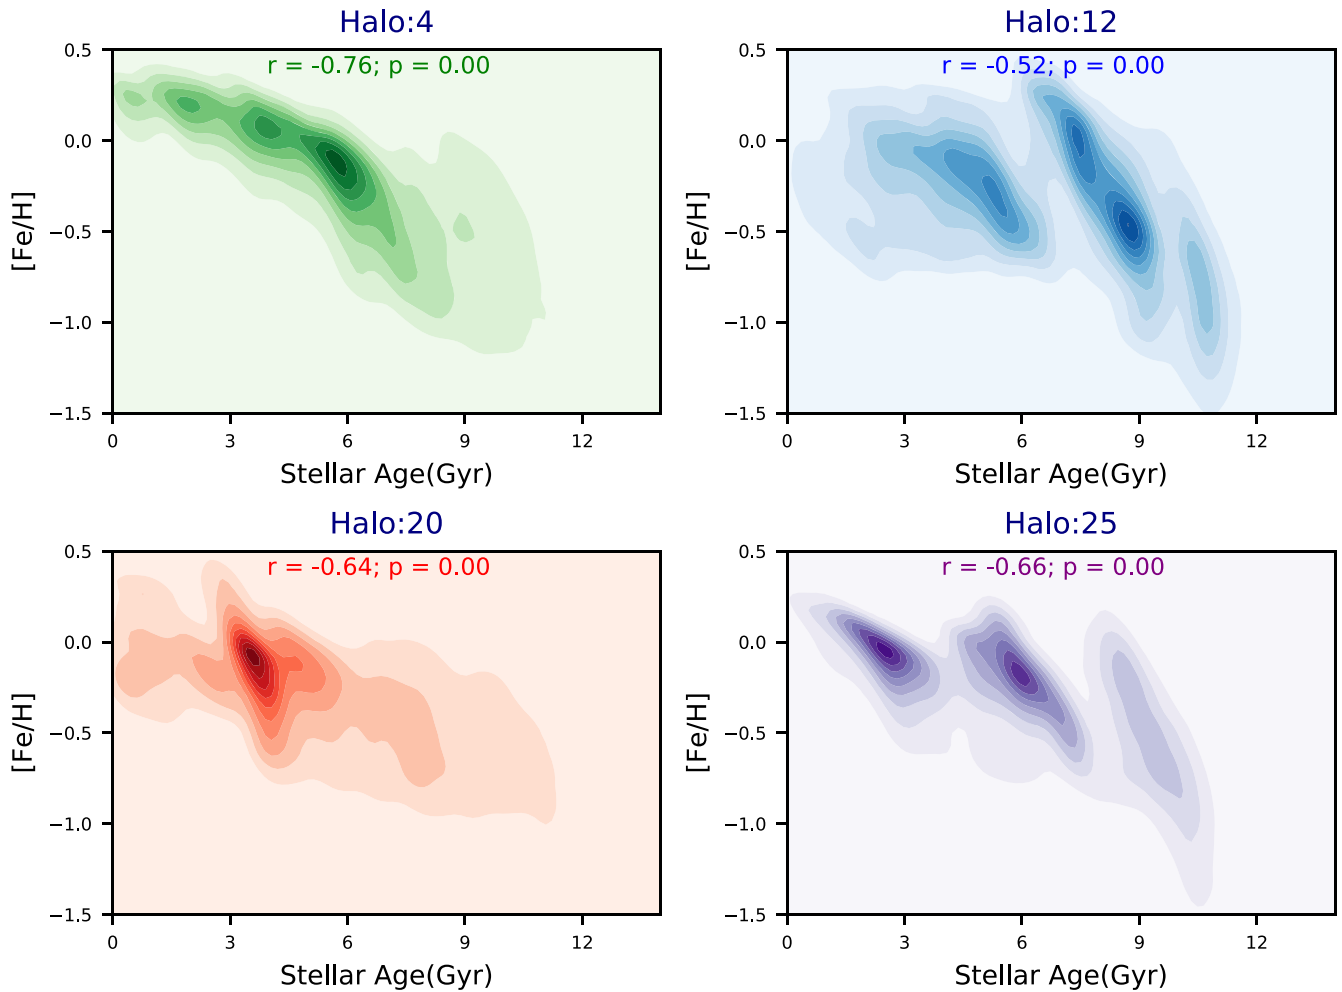 Halo:4
r = -0.76; p = 0.00
0.5
0.0
−0.5
−1.0
−1.5
[Fe/H]
0 3 6 9 12
Stellar Age(Gyr)
Halo:12
r = -0.52; p = 0.00
0.5
0.0
−0.5
−1.0
−1.5
[Fe/H]
0 3 6 9 12
Stellar Age(Gyr)
Halo:20
r = -0.64; p = 0.00
0.5
0.0
−0.5
−1.0
−1.5
[Fe/H]
0 3 6 9 12
Stellar Age(Gyr)
Halo:25
r = -0.66; p = 0.00
0.5
0.0
−0.5
−1.0
−1.5
[Fe/H]
0 3 6 9 12
Stellar Age(Gyr)